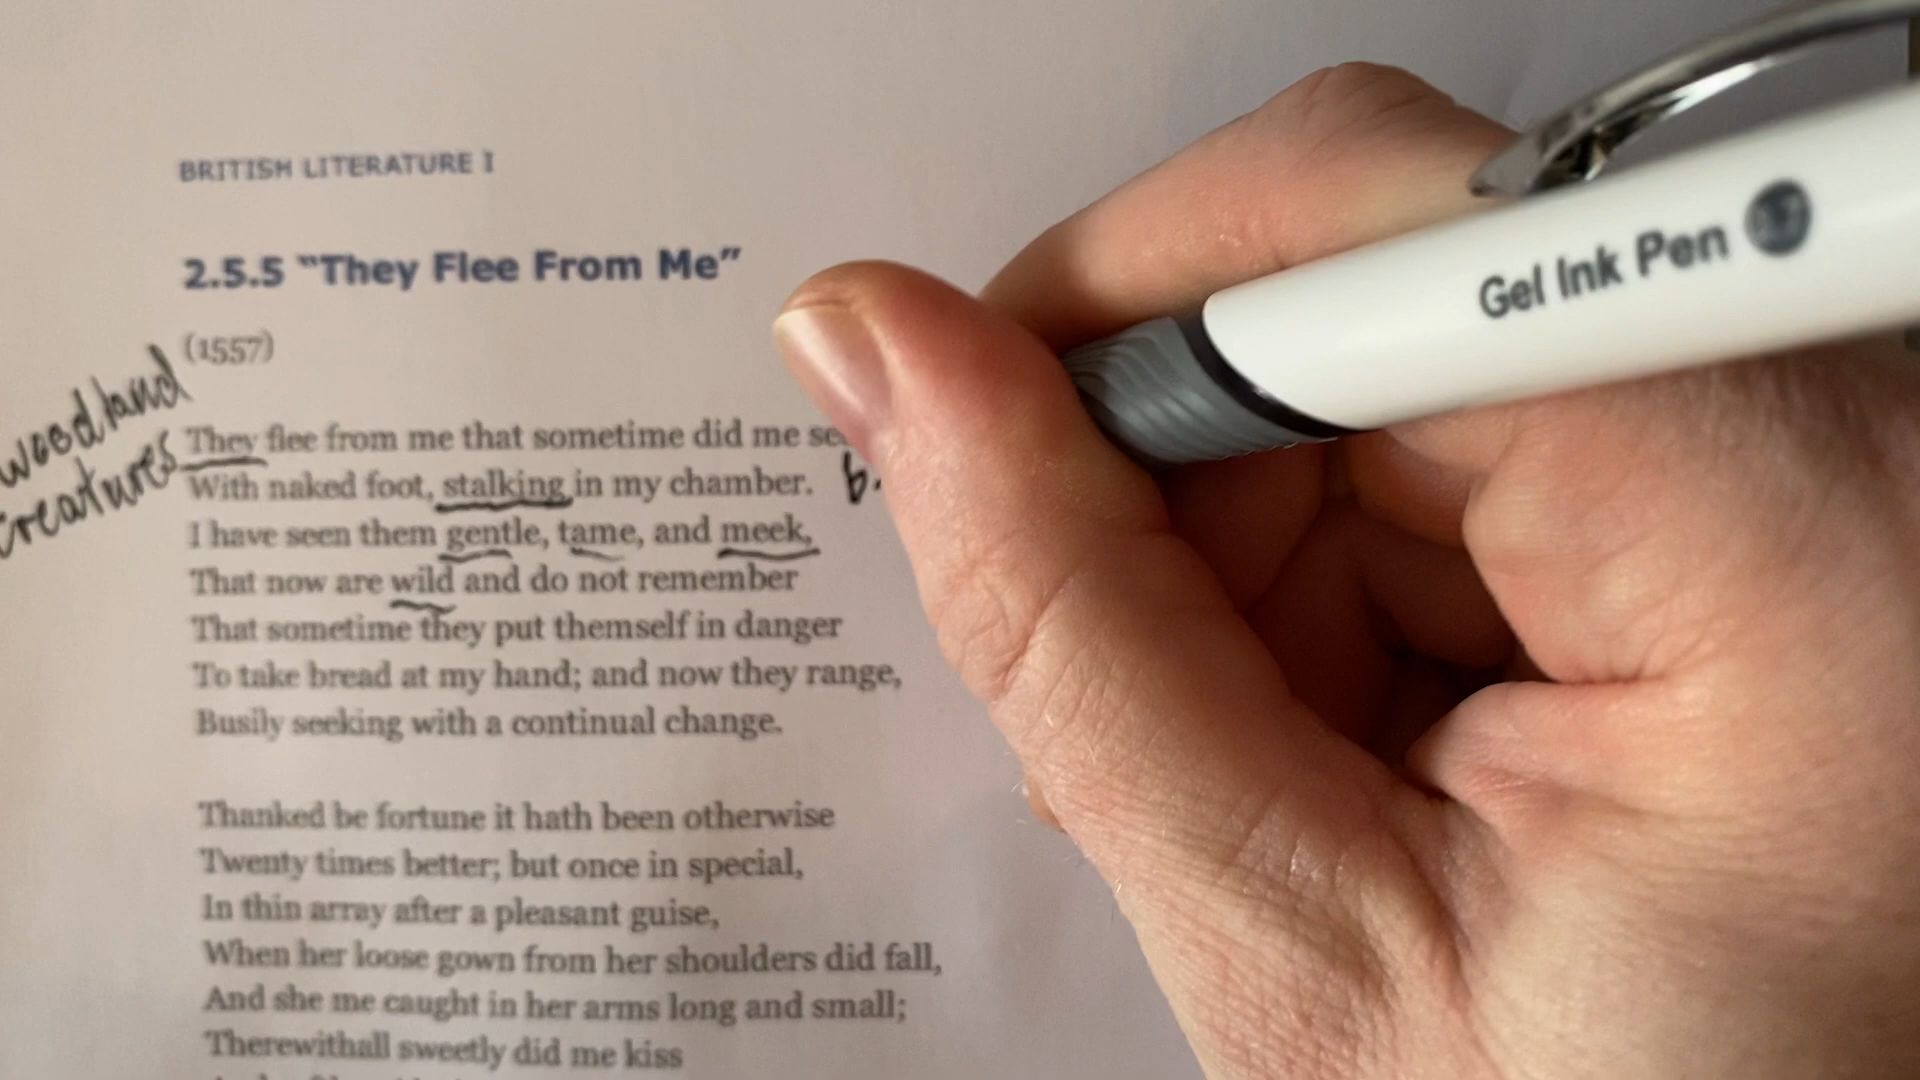 BRITISH LITERATURE I
2.5.5 “They Flee From Me”
(1557)
woodland
creatures
They flee from me that sometime did me
With naked foot, stalking in my chamber.
I have seen them gentle, tame, and meek,
That now are wild and do not remember
That sometime they put themself in danger
To take bread at my hand; and now they range,
Busily seeking with a continual change.
Thanked be fortune it hath been otherwise
Twenty times better; but once in special,
In thin array after a pleasant guise,
When her loose gown from her shoulders did fall,
And she me caught in her arms long and small;
Therewithall sweetly did me kiss
Gel Ink Pen